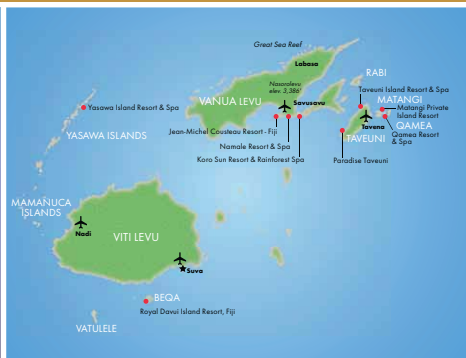 Great Sea Reef
Labasa
Nasorolevu
elev. 3,386'
RABI
Taveuni Island Resort & Spa
VANUA LEVU
MATANGI
Yasawa Island Resort & Spa
Savusavu
Matangi Private
Island Resort
Tavena
QAMEA
Jean-Michel Cousteau Resort - Fiji
Qamea Resort
& Spa
YASAWA ISLANDS
TAVEUNI
Namale Resort & Spa
Koro Sun Resort & Rainforest Spa
Paradise Taveuni
MAMANUCA
ISLANDS
Nadi
VITI LEVU
Suva
BEQA
Royal Davui Island Resort, Fiji
VATULELE